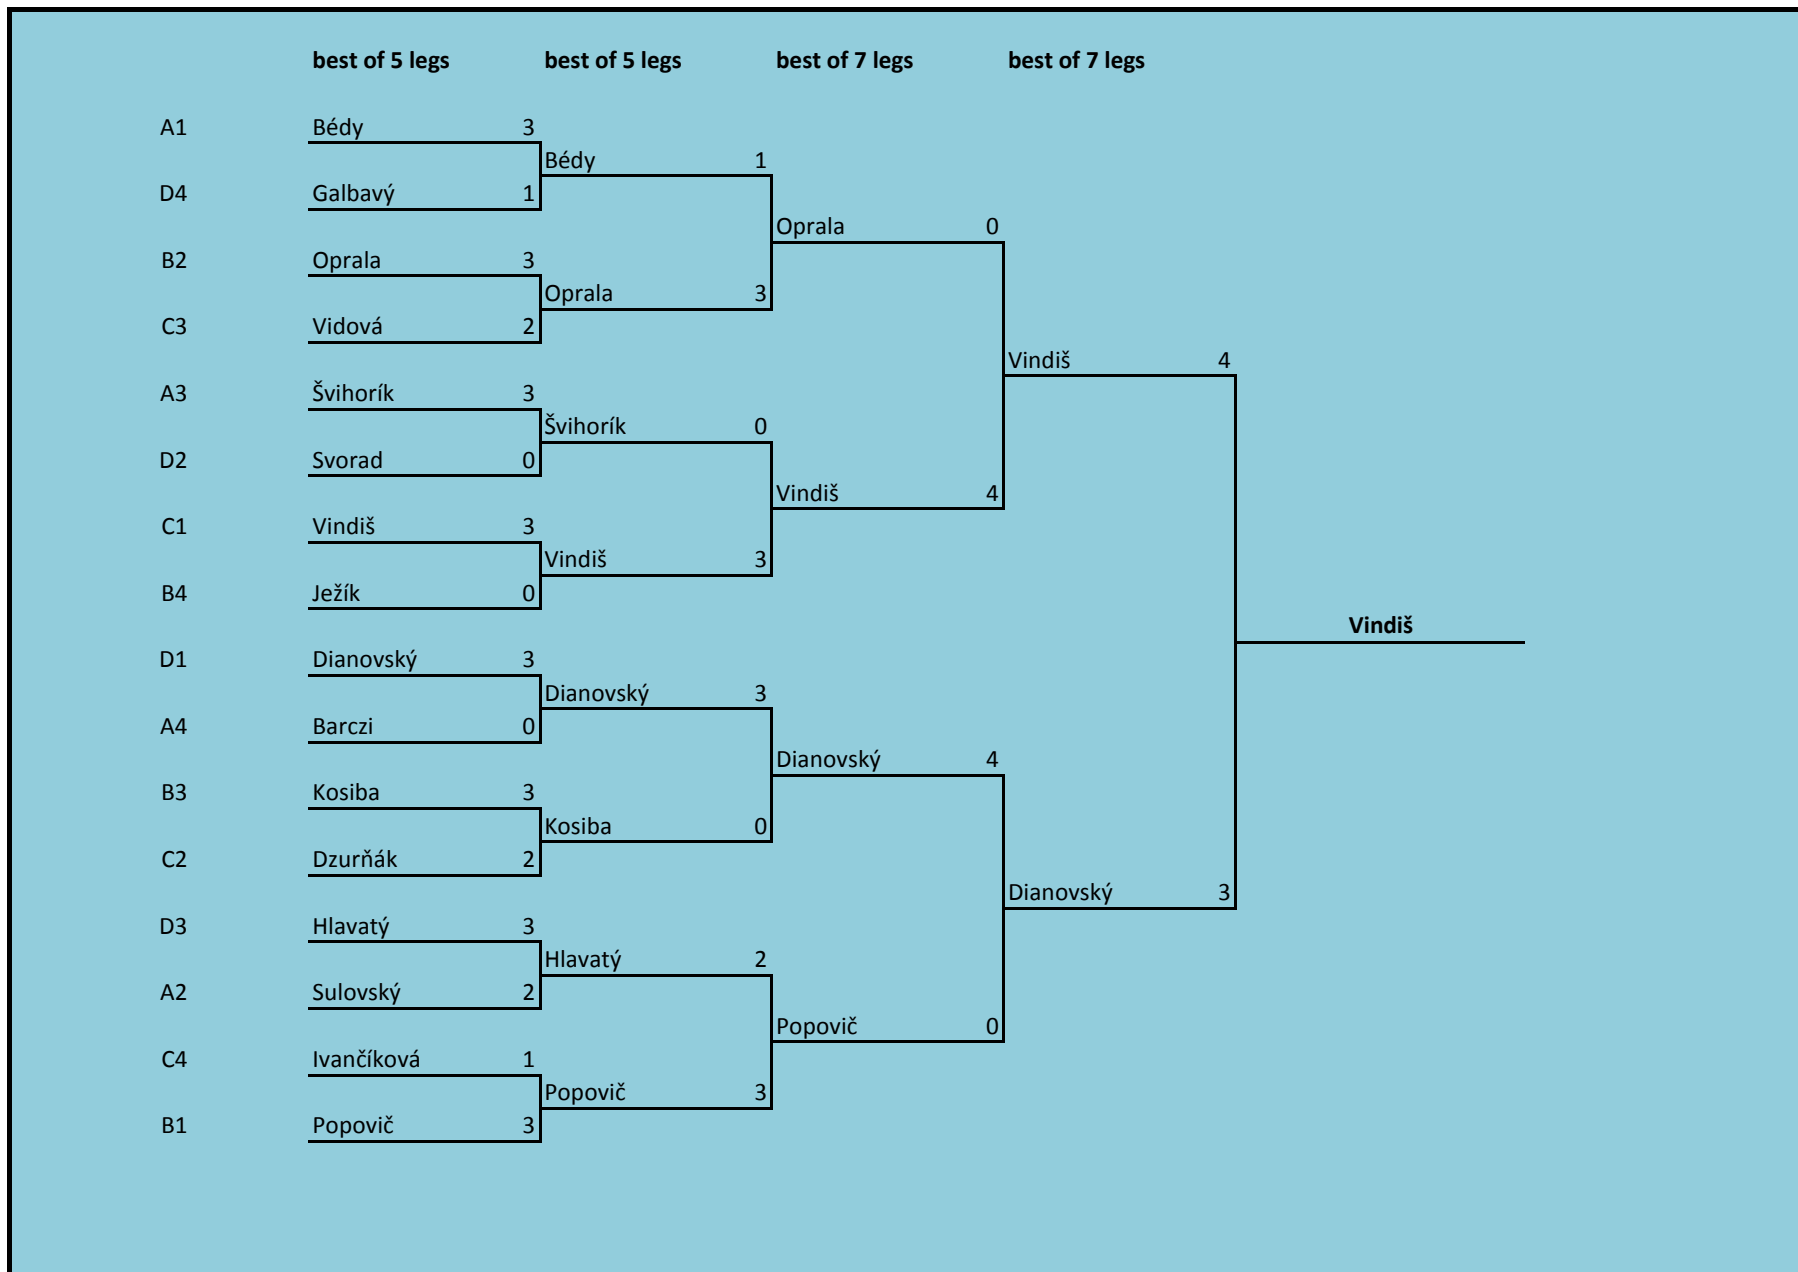 best of 5 legs best of 5 legs best of 7 legs best of 7 legs
A1 Bédy 3
Bédy 1
D4 Galbavý 1
Oprala 0
B2 Oprala 3
Oprala 3
C3 Vidová 2
Vindiš 4
A3 Švihorík 3
Švihorík 0
D2 Svorad 0
Vindiš 4
C1 Vindiš 3
Vindiš 3
B4 Ježík 0
Vindiš
D1 Dianovský 3
Dianovský 3
A4 Barczi 0
Dianovský 4
B3 Kosiba 3
Kosiba 0
C2 Dzurňák 2
Dianovský 3
D3 Hlavatý 3
Hlavatý 2
A2 Sulovský 2
Popovič 0
C4 Ivančíková 1
Popovič 3
B1 Popovič 3